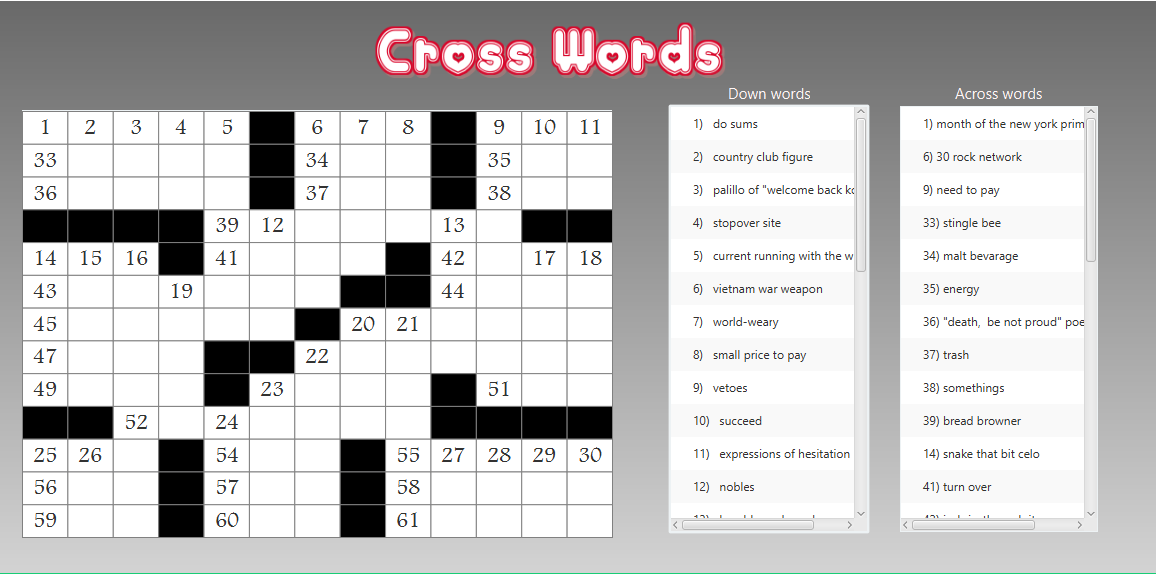 Cross Words
Down words
Across words
1 2 3 4 5 6 7 8 9 10 11
33 34 35
36 37 38
39 12 13
14 15 16 41 42 17 18
43 19 44
45 20 21
47 22
49 23 51
52 24
25 26 54 55 27 28 29 30
56 57 58
59 60 61
1) do sums
2) country club figure
3) palillo of "welcome back ko
4) stopover site
5) current running with the w
6) vietnam war weapon
7) world-weary
8) small price to pay
9) vetoes
10) succeed
11) expressions of hesitation
12) nobles
1) month of the new york prim
6) 30 rock network
9) need to pay
33) stingle bee
34) malt bevarage
35) energy
36) "death, be not proud" poe
37) trash
38) somethings
39) bread browner
14) snake that bit celo
41) turn over